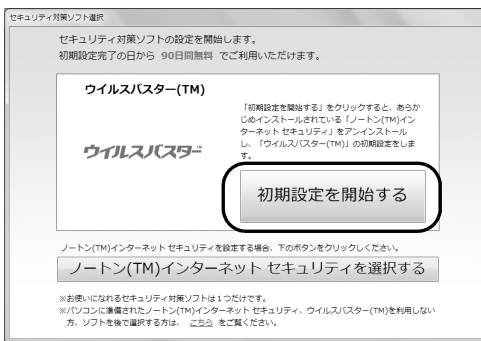 セキュリティ対策ソフト選択
セキュリティ対策ソフトの設定を開始します。
初期設定完了の日から 90日間無料 でご利用いただけます。
ウイルスバスター(TM)
「初期設定を開始する」をクリックすると、あらか
じめインストールされている「ノートン(TM)イン
ターネット セキュリティ」をアンインストール
し、「ウイルスバスター(TM)」の初期設定をしま
す。
ウイルスバスター™
初期設定を開始する
ノートン(TM)インターネット セキュリティを設定する場合、下のボタンをクリックしください。
ノートン(TM)インターネット セキュリティを選択する
※お使いになれるセキュリティ対策ソフトは１つだけです。
※パソコンに準備されたノートン(TM)インターネット セキュリティ、ウイルスバスター(TM)を利用しない
方、ソフトを後で選択する方は、 こちら をご覧ください。